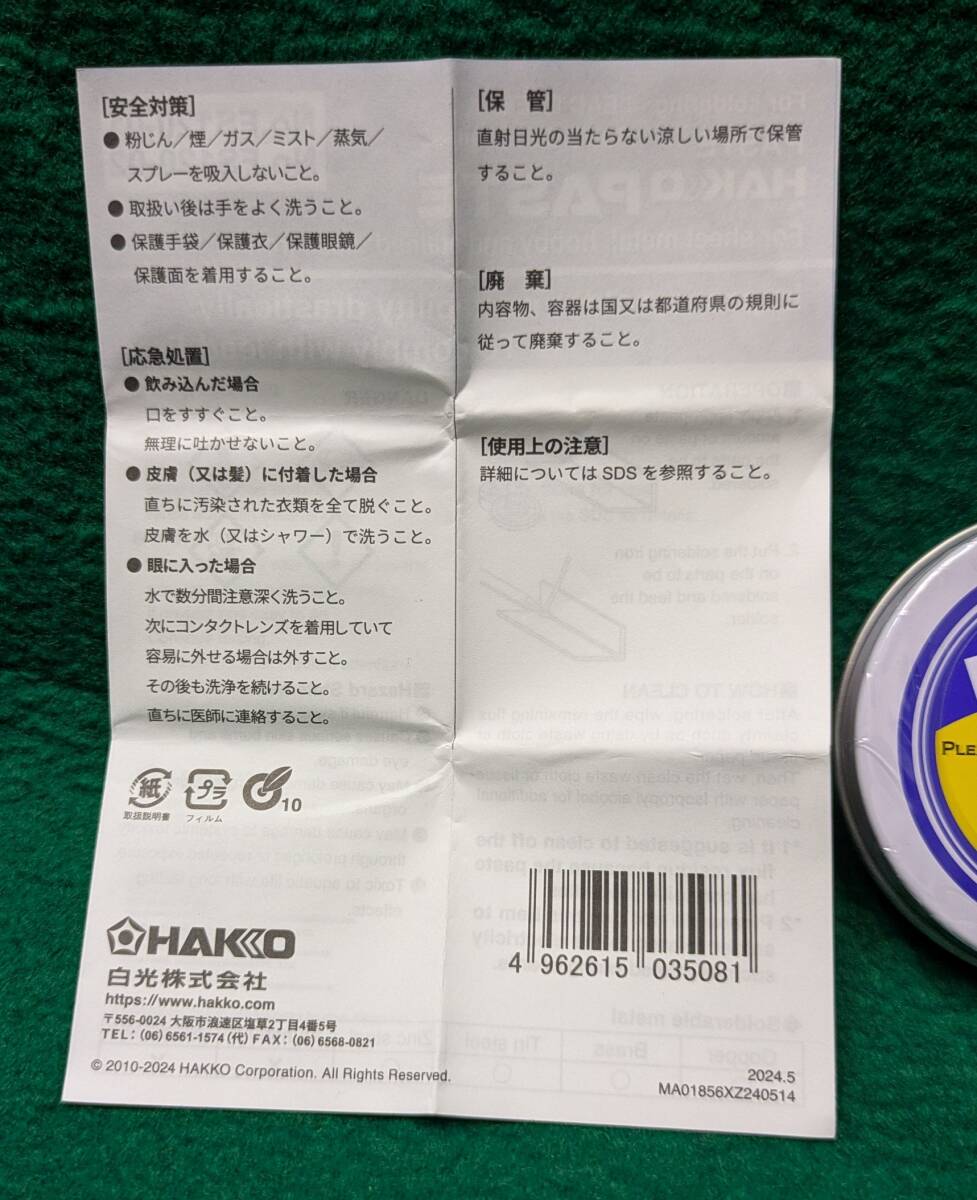 [安全対策]
● 粉じん／煙／ガス／ミスト／蒸気／
スプレーを吸入しないこと。
● 取扱い後は手をよく洗うこと。
● 保護手袋／保護衣／保護眼鏡／
保護面を着用すること。
[応急処置]
● 飲み込んだ場合
口をすすぐこと。
無理に吐かせないこと。
● 皮膚（又は髪）に付着した場合
直ちに汚染された衣類を全て脱ぐこと。
皮膚を水（又はシャワー）で洗うこと。
● 眼に入った場合
水で数分間注意深く洗うこと。
次にコンタクトレンズを着用していて
容易に外せる場合は外すこと。
その後も洗浄を続けること。
直ちに医師に連絡すること。
紙
取扱説明書
プラ
フィルム
10
HAKKO
白光株式会社
https://www.hakko.com
〒556-0024 大阪市浪速区塩草2丁目4番5号
TEL：(06)6561-1574(代) FAX：(06)6568-0821
© 2010-2024 HAKKO Corporation. All Rights Reserved.
[保　管]
直射日光の当たらない涼しい場所で保管
すること。
[廃　棄]
内容物、容器は国又は都道府県の規則に
従って廃棄すること。
[使用上の注意]
詳細については SDS を参照すること。
4 962615 035081
2024.5
MA01856XZ240514